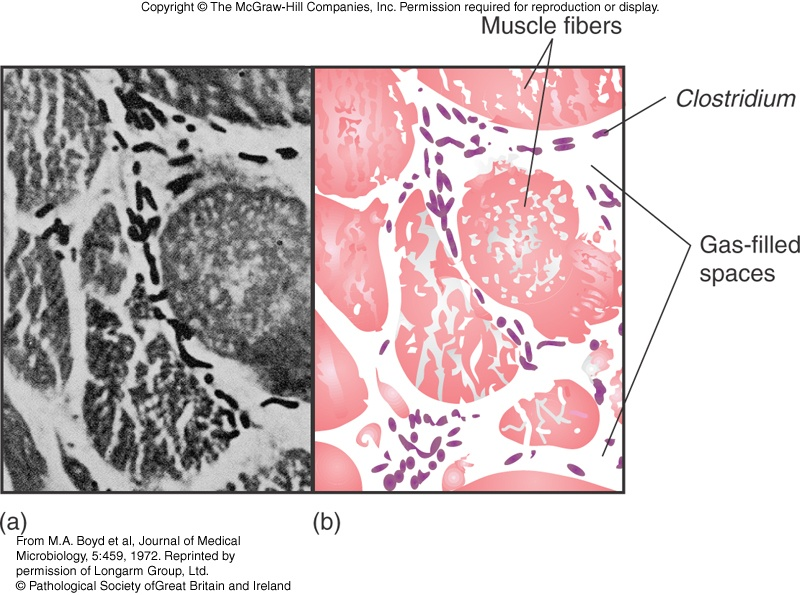 Copyright © The McGraw-Hill Companies, Inc. Permission required for reproduction or display.
Muscle fibers
Clostridium
Gas-filled
spaces
(a)
(b)
From M.A. Boyd et al, Journal of Medical
Microbiology, 5:459, 1972. Reprinted by
permission of Longarm Group, Ltd.
© Pathological Society ofGreat Britain and Ireland